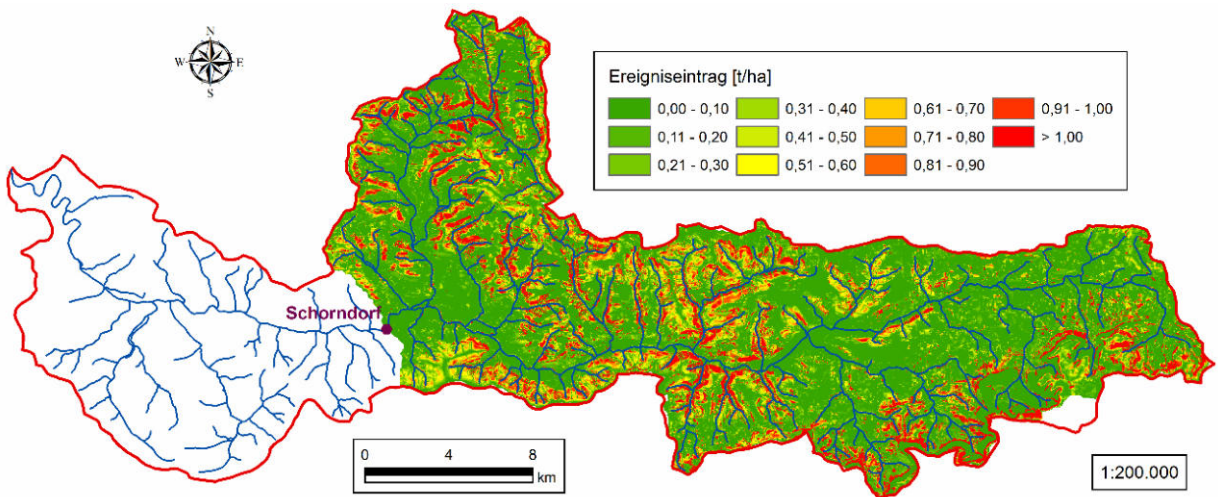 N
W E
S
Ereigniseintrag [t/ha]
0,00 - 0,10 0,31 - 0,40 0,61 - 0,70 0,91 - 1,00
0,11 - 0,20 0,41 - 0,50 0,71 - 0,80 > 1,00
0,21 - 0,30 0,51 - 0,60 0,81 - 0,90
Schorndorf
0 4 8
km
1:200.000